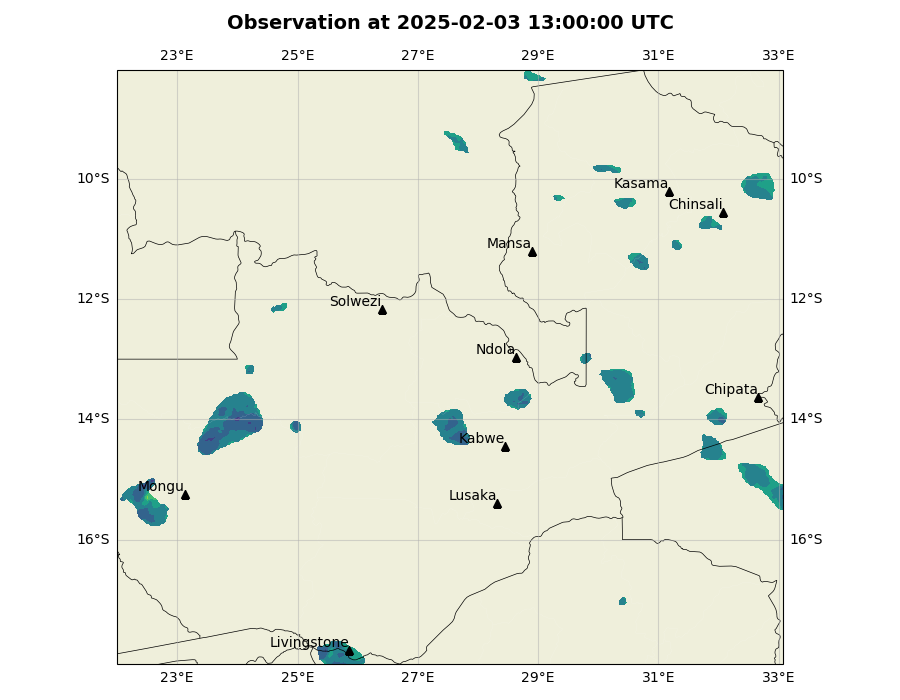 Observation at 2025-02-03 13:00:00 UTC
23°E 25°E 27°E 29°E 31°E 33°E
10°S 10°S
Kasama
Chinsali
Mansa
12°S 12°S
Solwezi
Ndola
Chipata
14°S 14°S
Kabwe
Mongu
Lusaka
16°S 16°S
Livingstone
23°E 25°E 27°E 29°E 31°E 33°E